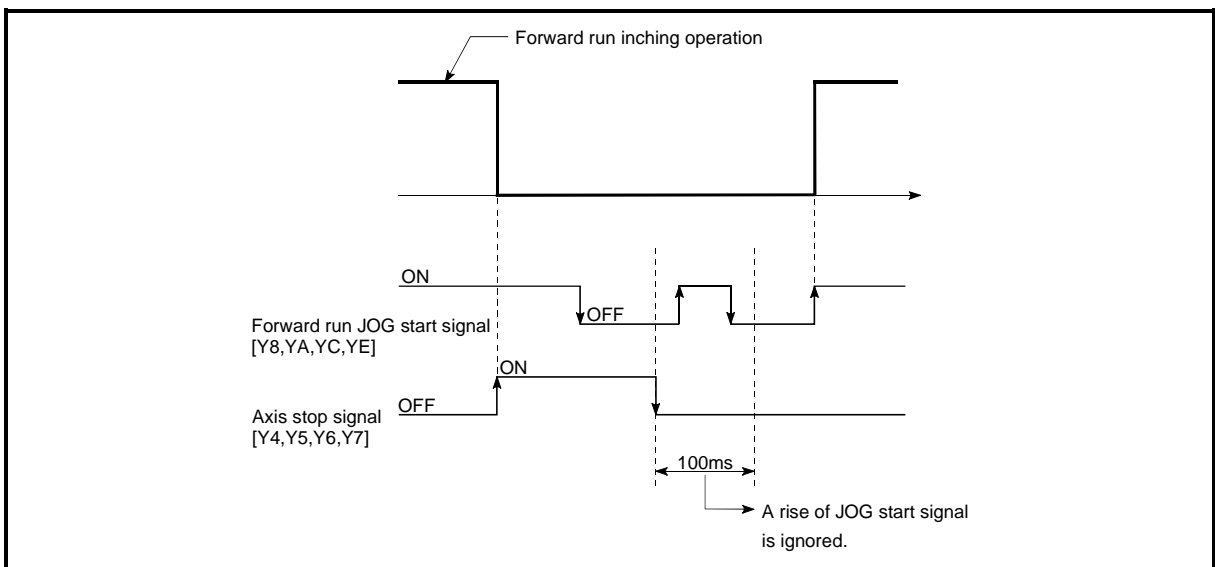 Forward run inching operation
ON
OFF
Forward run JOG start signal
[Y8,YA,YC,YE]
ON
OFF
Axis stop signal
[Y4,Y5,Y6,Y7]
100ms
A rise of JOG start signal
is ignored.